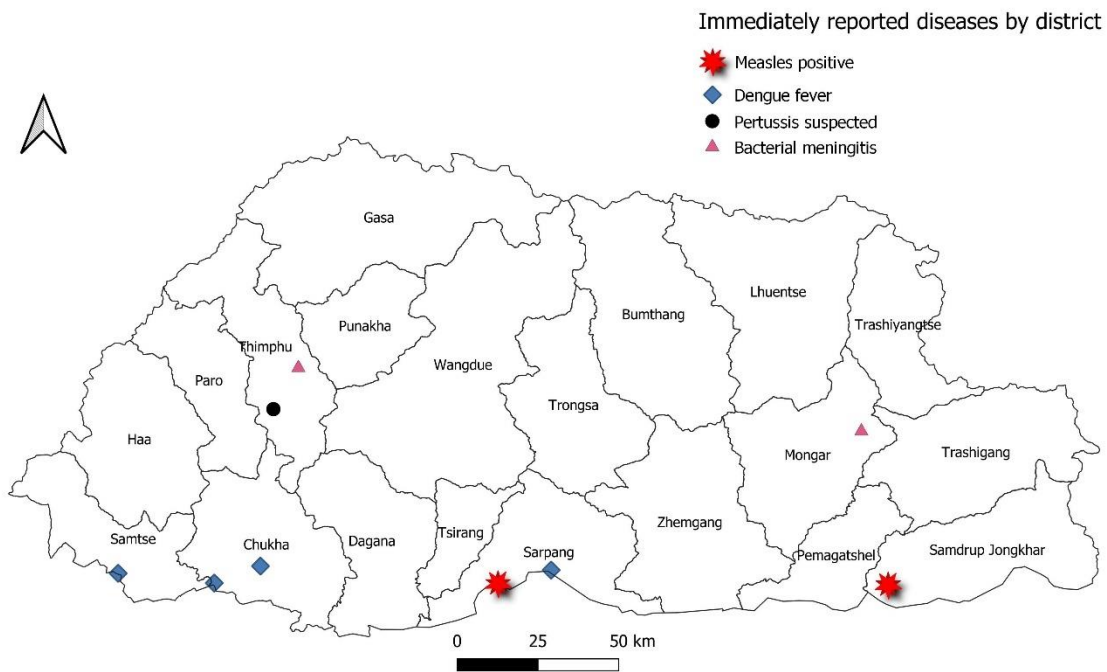 Immediately reported diseases by district
Measles positive
Dengue fever
Pertussis suspected
Bacterial meningitis
Gasa
Lhuentse
Bumthang
Trashiyangtse
Punakha
Thimphu
Wangdue
Paro
Trongsa
Haa
Mongar
Trashigang
Zhemgang
Samtse
Chukha
Dagana
Tsirang
Sarpang
Pemagatshel
Samdrup Jongkhar
0 25 50 km